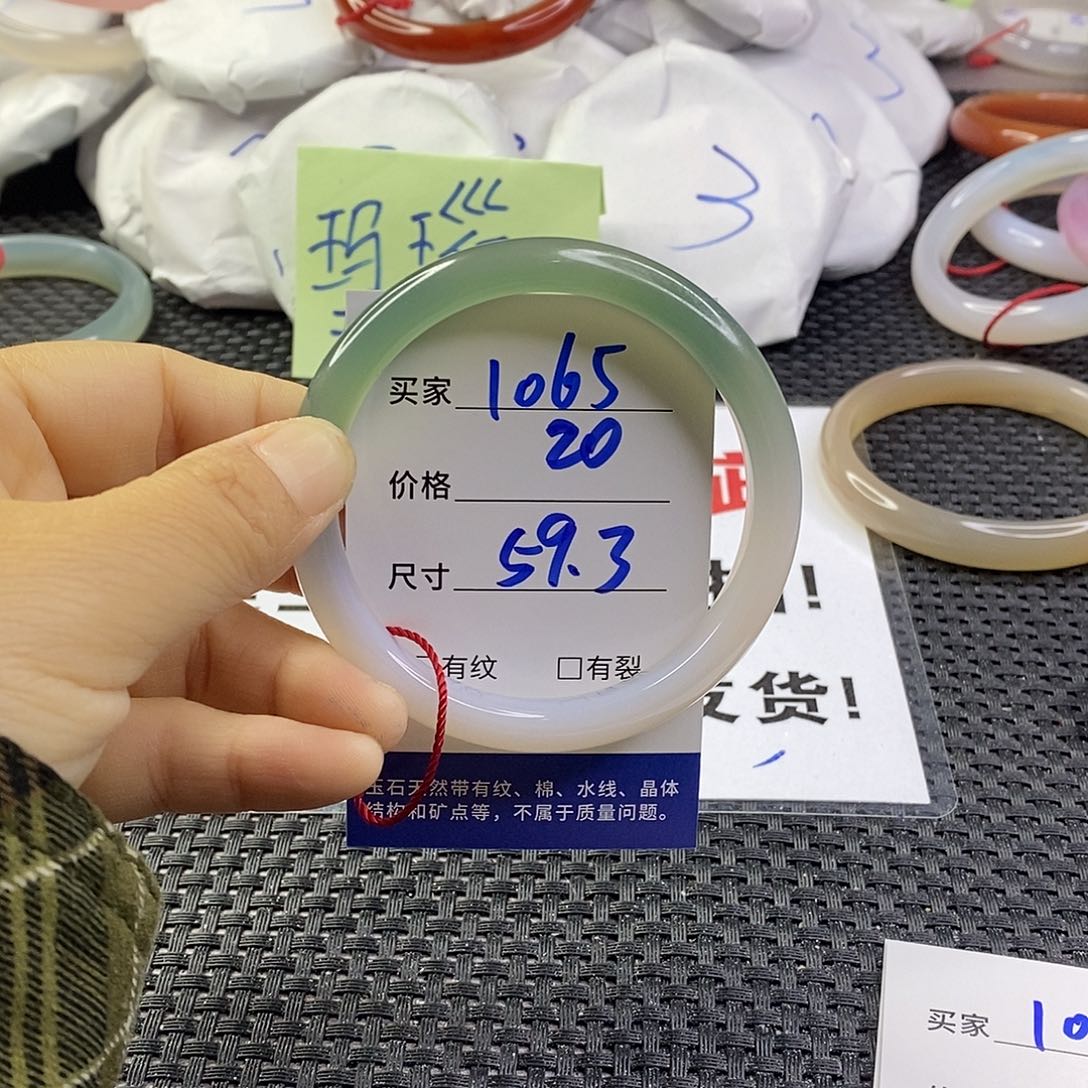 3
3
玛瑙
买家 1065
20
价格
尺寸 59.3
有纹 □有裂
玉石天然带有纹、棉、水线、晶体
结构和矿点等，不属于质量问题。
！
发货！
买家 10